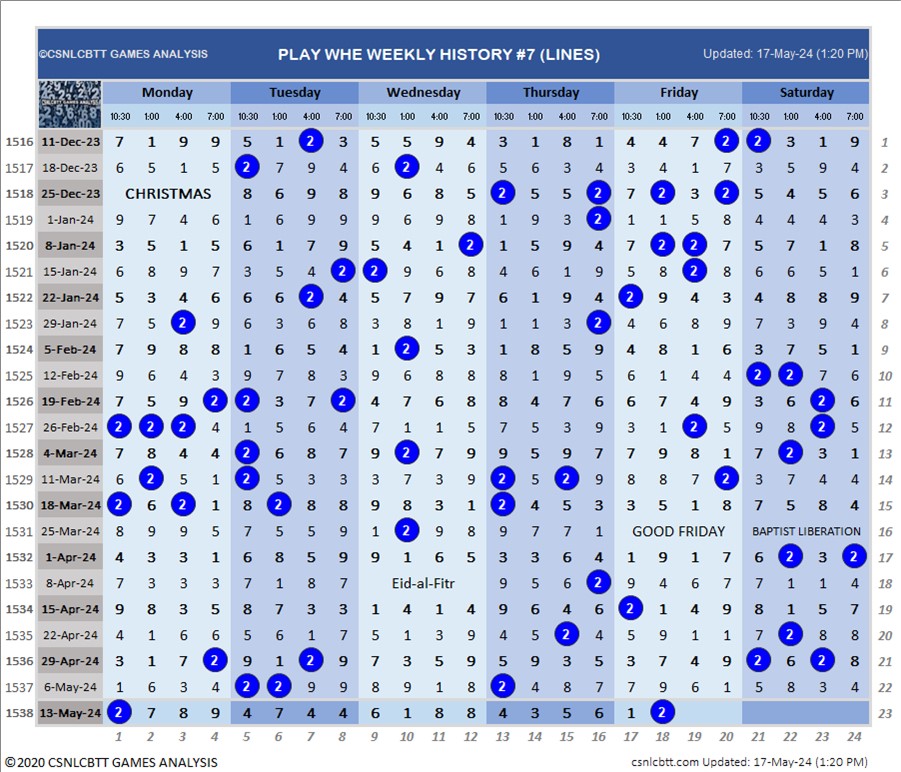 ©CSNLCBTT GAMES ANALYSIS PLAY WHE WEEKLY HISTORY #7 (LINES) Updated: 17-May-24 (1:20 PM)
Monday Tuesday Wednesday Thursday Friday Saturday
10:30 1:00 4:00 7:00 10:30 1:00 4:00 7:00 10:30 1:00 4:00 7:00 10:30 1:00 4:00 7:00 10:30 1:00 4:00 7:00 10:30 1:00 4:00 7:00
1516 11-Dec-23 7 1 9 9 5 1 2 3 5 5 9 4 3 1 8 1 4 4 7 2 2 3 1 9 1
1517 18-Dec-23 6 5 1 5 2 7 9 4 6 2 4 6 5 6 3 4 3 4 1 7 3 5 9 4 2
1518 25-Dec-23 CHRISTMAS 8 6 9 8 9 6 8 5 2 5 5 2 7 2 3 2 5 4 5 6 3
1519 1-Jan-24 9 7 4 6 1 6 9 9 9 6 9 8 1 9 3 2 1 1 5 8 4 4 4 3 4
1520 8-Jan-24 3 5 1 5 6 1 7 9 5 4 1 2 1 5 9 4 7 2 2 7 5 7 1 8 5
1521 15-Jan-24 6 8 9 7 3 5 4 2 2 9 6 8 4 6 1 9 5 8 2 8 6 6 5 1 6
1522 22-Jan-24 5 3 4 6 6 6 2 4 5 7 9 7 6 1 9 4 2 9 4 3 4 8 8 9 7
1523 29-Jan-24 7 5 2 9 6 3 6 8 3 8 1 9 1 1 3 2 4 6 8 9 7 3 9 4 8
1524 5-Feb-24 7 9 8 8 1 6 5 4 1 2 5 3 1 8 5 9 4 8 1 6 3 7 5 1 9
1525 12-Feb-24 9 6 4 3 9 7 8 3 9 6 8 8 8 1 9 5 6 1 4 4 2 2 7 6 10
1526 19-Feb-24 7 5 9 2 2 3 7 2 4 7 6 8 8 4 7 6 6 7 4 9 3 6 2 6 11
1527 26-Feb-24 2 2 2 4 1 5 6 4 7 1 1 5 7 5 3 9 3 4 2 5 9 8 2 5 12
1528 4-Mar-24 7 8 4 4 2 6 8 7 9 2 7 9 9 5 9 7 7 9 8 1 7 2 3 1 13
1529 11-Mar-24 6 2 5 1 2 5 3 3 3 7 3 9 2 5 2 9 8 8 7 2 3 7 4 4 14
1530 18-Mar-24 2 6 2 1 8 2 8 8 9 8 3 1 2 4 5 3 3 5 1 8 7 5 8 4 15
1531 25-Mar-24 8 9 9 5 7 5 5 9 1 2 9 8 9 7 7 1 GOOD FRIDAY BAPTIST LIBERATION 16
1532 1-Apr-24 4 3 3 1 6 8 5 9 9 1 6 5 3 3 6 4 1 9 1 7 6 2 3 2 17
1533 8-Apr-24 7 3 3 3 7 1 8 7 Eid-al-Fitr 9 5 6 2 9 4 6 7 7 1 1 4 18
1534 15-Apr-24 9 8 3 5 8 7 3 3 1 4 1 4 9 6 4 6 2 1 4 9 8 1 5 7 19
1535 22-Apr-24 4 1 6 6 5 6 1 7 5 1 3 9 4 5 2 4 5 9 1 1 7 2 8 8 20
1536 29-Apr-24 3 1 7 2 9 1 2 9 7 3 5 9 5 9 3 5 3 7 4 9 2 6 2 8 21
1537 6-May-24 1 6 3 4 2 2 9 9 8 9 1 8 2 4 8 7 7 9 6 1 5 8 3 4 22
1538 13-May-24 2 7 8 9 4 7 4 4 6 1 8 8 4 3 5 6 1 2 23
1 2 3 4 5 6 7 8 9 10 11 12 13 14 15 16 17 18 19 20 21 22 23 24
©2020 CSNLCBTT GAMES ANALYSIS csnlcbtt.com Updated: 17-May-24 (1:20 PM)